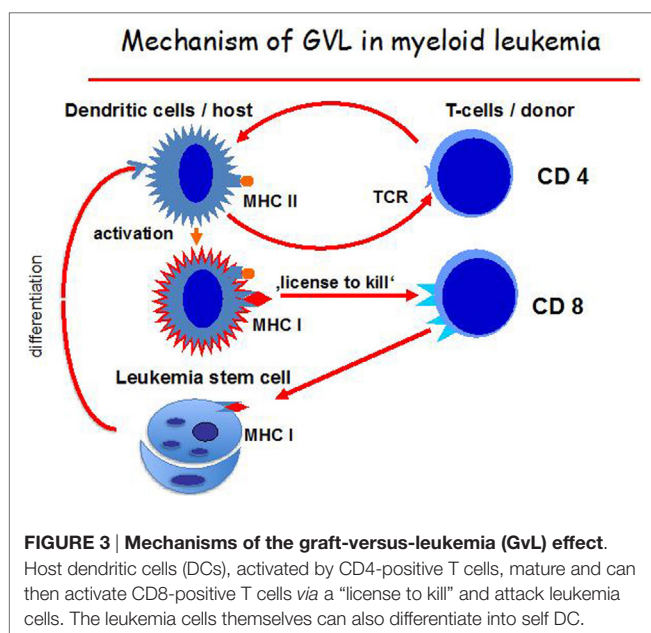 Mechanism of GVL in myeloid leukemia
Dendritic cells / host
T-cells / donor
MHC II
TCR
CD 4
activation
differentiation
‚license to kill‘
MHC I
CD 8
Leukemia stem cell
MHC I
FIGURE 3 | Mechanisms of the graft-versus-leukemia (GvL) effect.
Host dendritic cells (DCs), activated by CD4-positive T cells, mature and can
then activate CD8-positive T cells via a “license to kill” and attack leukemia
cells. The leukemia cells themselves can also differentiate into self DC.